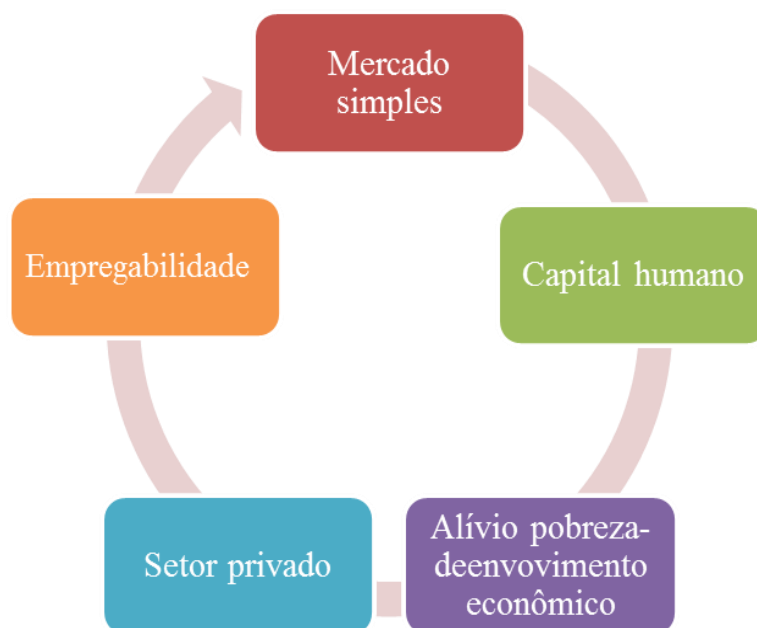 Mercado
simples
Capital humano
Alívio pobreza-
deenvovimento
econômico
Setor privado
Empregabilidade